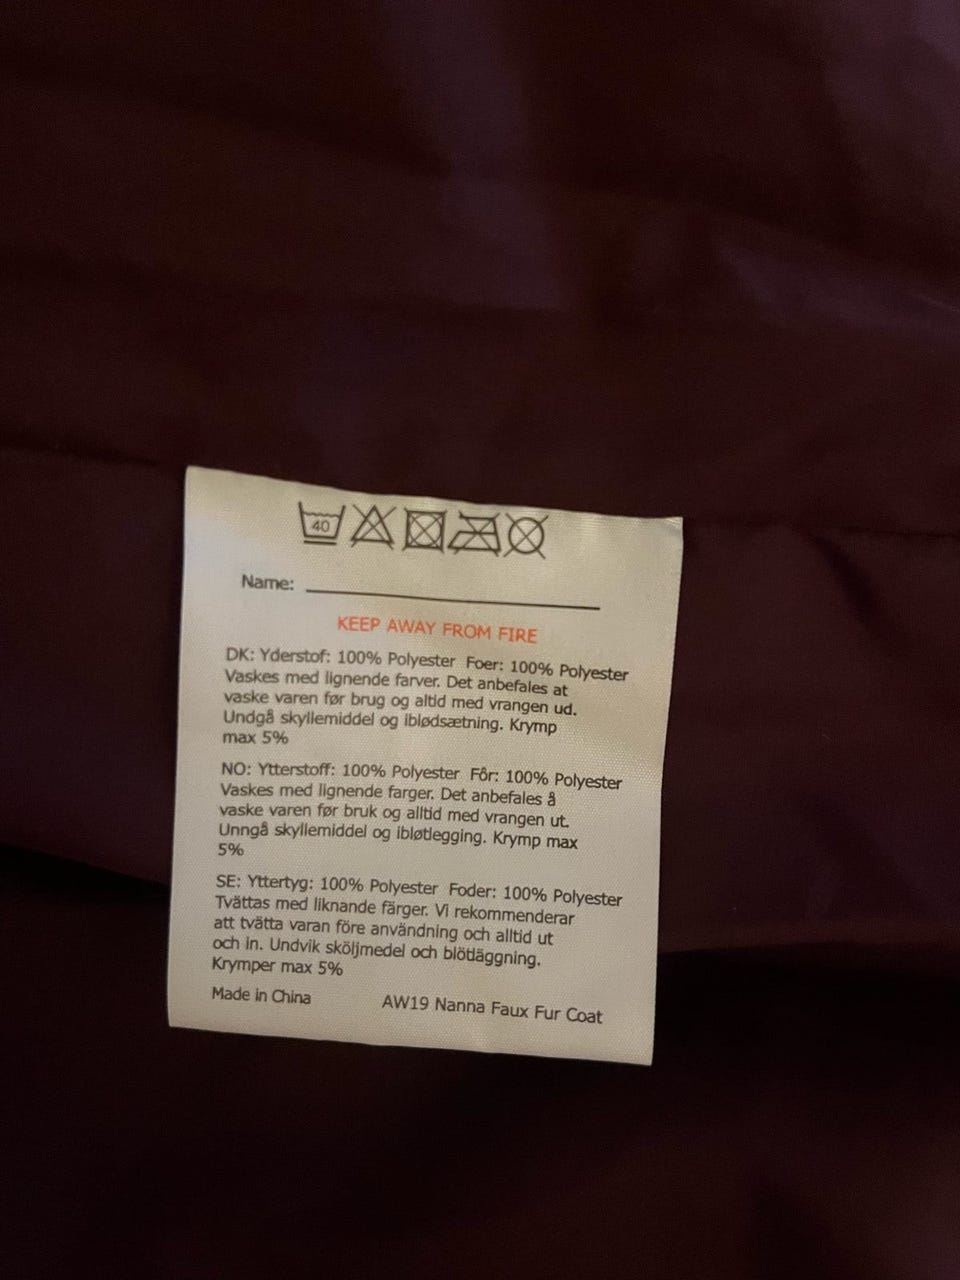 40
Name:
KEEP AWAY FROM FIRE
DK: Yderstof: 100% Polyester Foer: 100% Polyester
Vaskes med lignende farver. Det anbefales at
vaske varen før brug og altid med vrangen ud.
Undgå skyllemiddel og iblødsætning. Krymp
max 5%
NO: Ytterstoff: 100% Polyester Fôr: 100% Polyester
Vaskes med lignende farger. Det anbefales å
vaske varen før bruk og alltid med vrangen ut.
Unngå skyllemiddel og ibløtlegging. Krymp max
5%
SE: Yttertyg: 100% Polyester Foder: 100% Polyester
Tvättas med liknande färger. Vi rekommenderar
att tvätta varan före användning och alltid ut
och in. Undvik sköljmedel och blötläggning.
Krymper max 5%
Made in China AW19 Nanna Faux Fur Coat